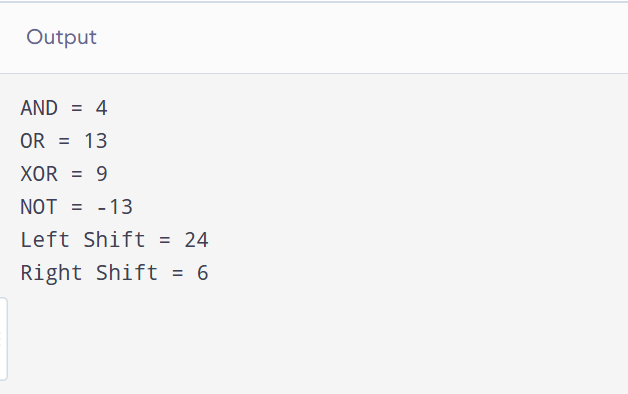 Output
AND = 4
OR = 13
XOR = 9
NOT = -13
Left Shift = 24
Right Shift = 6